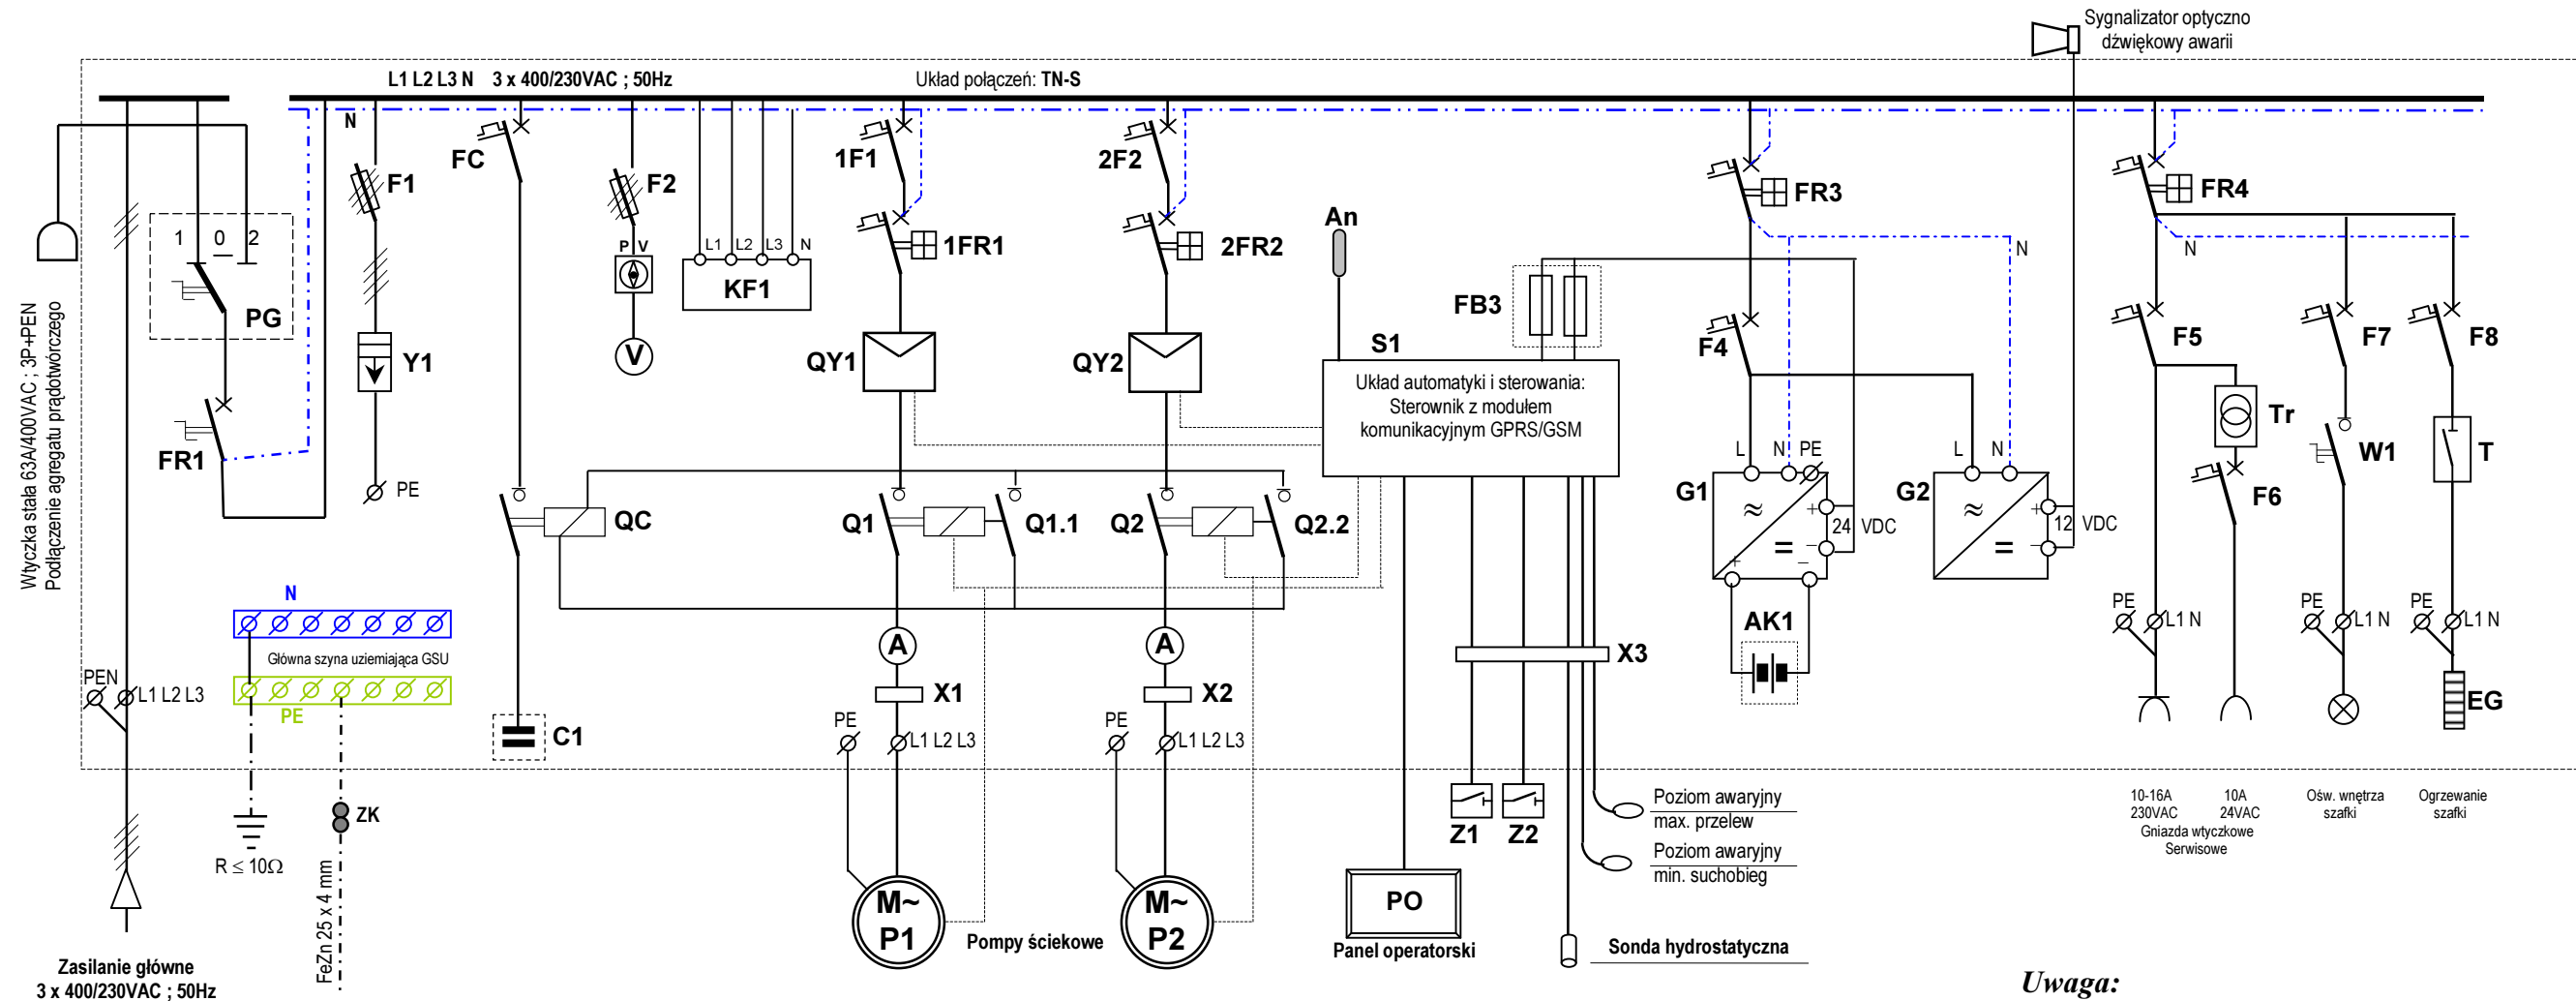 Sygnalizator optyczno
dźwiękowy awarii
L1 L2 L3 N 3 x 400/230VAC ; 50Hz
Układ połączeń: TN-S
N
FC
F1
F2
1F1
2F2
FR3
FR4
1 0 2
P V
L1 L2 L3 N
KF1
1FR1
2FR2
An
N
N
PG
FB3
Wtyczka stała 63A/400VAC ; 3P+PEN
Podłączenie agregatu prądotwórczego
Y1
V
QY1
QY2
S1
F4
F5
F7
F8
Układ automatyki i sterowania:
Sterownik z modułem
komunikacyjnym GPRS/GSM
Tr
FR1
L N PE
L N
W1
T
PE
G1
G2
F6
QC
Q1
Q1.1
Q2
Q2.2
≈
=
+
24 VDC
−
+ −
≈
=
+
12 VDC
−
N
Główna szyna uziemiająca GSU
PE
AK1
PE L1 N
PE L1 N
PE L1 N
A
A
X3
PEN L1 L2 L3
X1
X2
EG
C1
PE L1 L2 L3
PE L1 L2 L3
ZK
Z1
Z2
Poziom awaryjny
max. przelew
Poziom awaryjny
min. suchobieg
10-16A
230VAC
10A
24VAC
Gniazda wtyczkowe
Serwisowe
Ośw. wnętrza
szafki
Ogrzewanie
szafki
R ≤ 10Ω
FeZn 25 x 4 mm
M~
P1
Pompy ściekowe
M~
P2
PO
Panel operatorski
Sonda hydrostatyczna
Zasilanie główne
3 x 400/230VAC ; 50Hz
Uwaga: